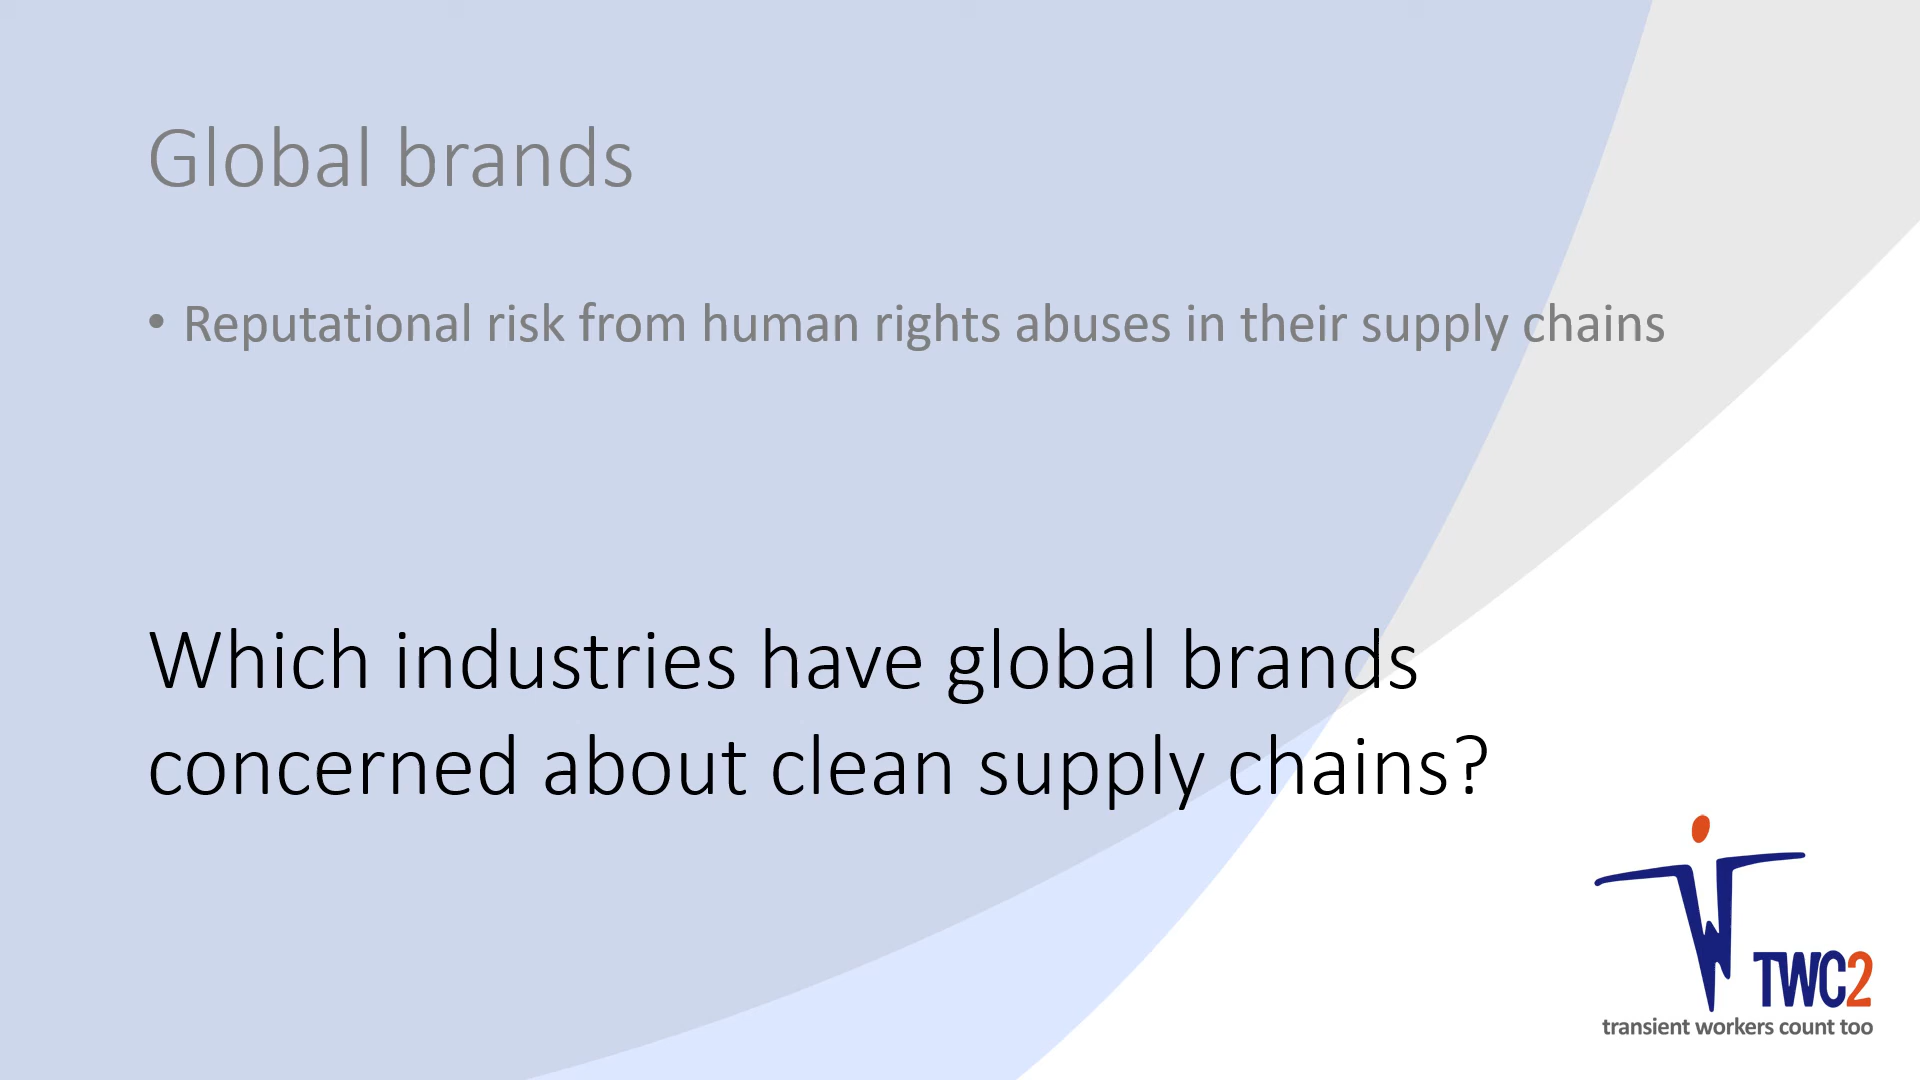 Global brands
• Reputational risk from human rights abuses in their supply chains
Which industries have global brands
concerned about clean supply chains?
TWC2
transient workers count too